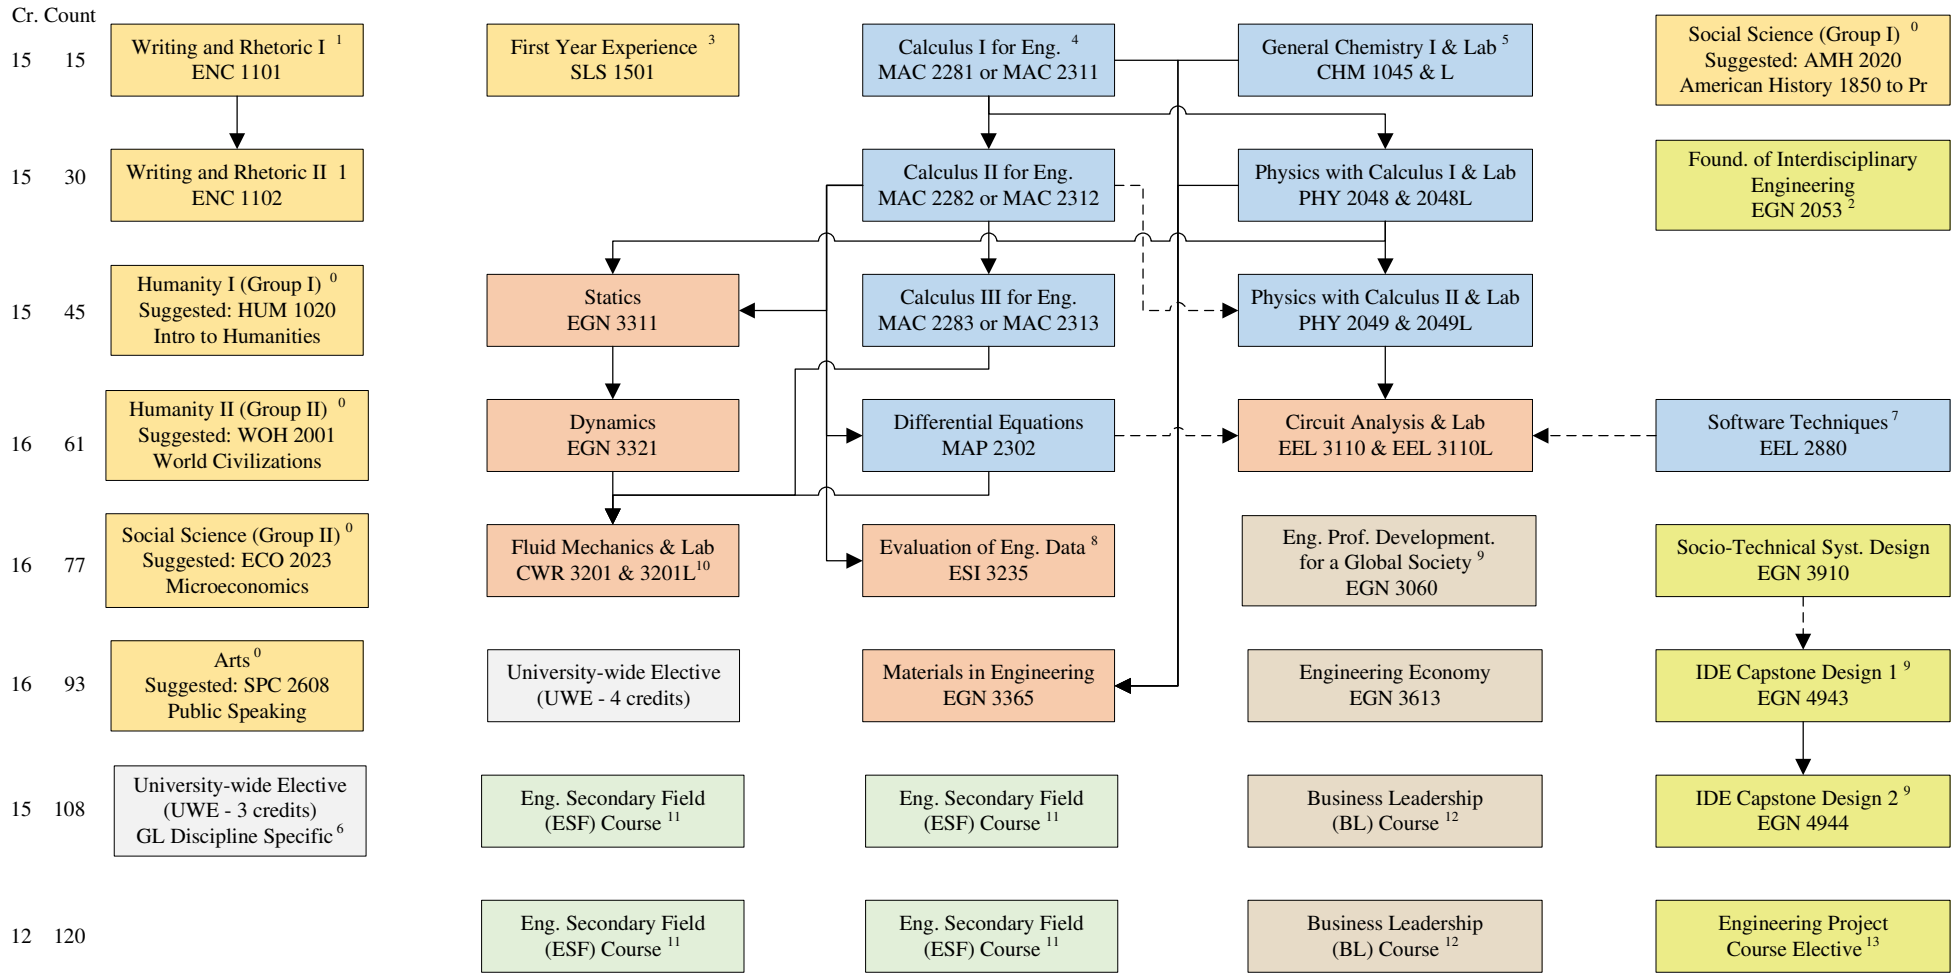 Cr. Count
15 15
Writing and Rhetoric I 1
ENC 1101
First Year Experience 3
SLS 1501
Calculus I for Eng. 4
MAC 2281 or MAC 2311
General Chemistry I & Lab 5
CHM 1045 & L
Social Science (Group I) 0
Suggested: AMH 2020
American History 1850 to Pr
15 30
Writing and Rhetoric II 1
ENC 1102
Calculus II for Eng.
MAC 2282 or MAC 2312
Physics with Calculus I & Lab
PHY 2048 & 2048L
Found. of Interdisciplinary
Engineering
EGN 2053 2
15 45
Humanity I (Group I) 0
Suggested: HUM 1020
Intro to Humanities
Statics
EGN 3311
Calculus III for Eng.
MAC 2283 or MAC 2313
Physics with Calculus II & Lab
PHY 2049 & 2049L
16 61
Humanity II (Group II) 0
Suggested: WOH 2001
World Civilizations
Dynamics
EGN 3321
Differential Equations
MAP 2302
Circuit Analysis & Lab
EEL 3110 & EEL 3110L
Software Techniques 7
EEL 2880
16 77
Social Science (Group II) 0
Suggested: ECO 2023
Microeconomics
Fluid Mechanics & Lab
CWR 3201 & 3201L10
Evaluation of Eng. Data 8
ESI 3235
Eng. Prof. Development.
for a Global Society 9
EGN 3060
Socio-Technical Syst. Design
EGN 3910
16 93
Arts 0
Suggested: SPC 2608
Public Speaking
University-wide Elective
(UWE - 4 credits)
Materials in Engineering
EGN 3365
Engineering Economy
EGN 3613
IDE Capstone Design 1 9
EGN 4943
15 108
University-wide Elective
(UWE - 3 credits)
GL Discipline Specific 6
Eng. Secondary Field
(ESF) Course 11
Eng. Secondary Field
(ESF) Course 11
Business Leadership
(BL) Course 12
IDE Capstone Design 2 9
EGN 4944
12 120
Eng. Secondary Field
(ESF) Course 11
Eng. Secondary Field
(ESF) Course 11
Business Leadership
(BL) Course 12
Engineering Project
Course Elective 13